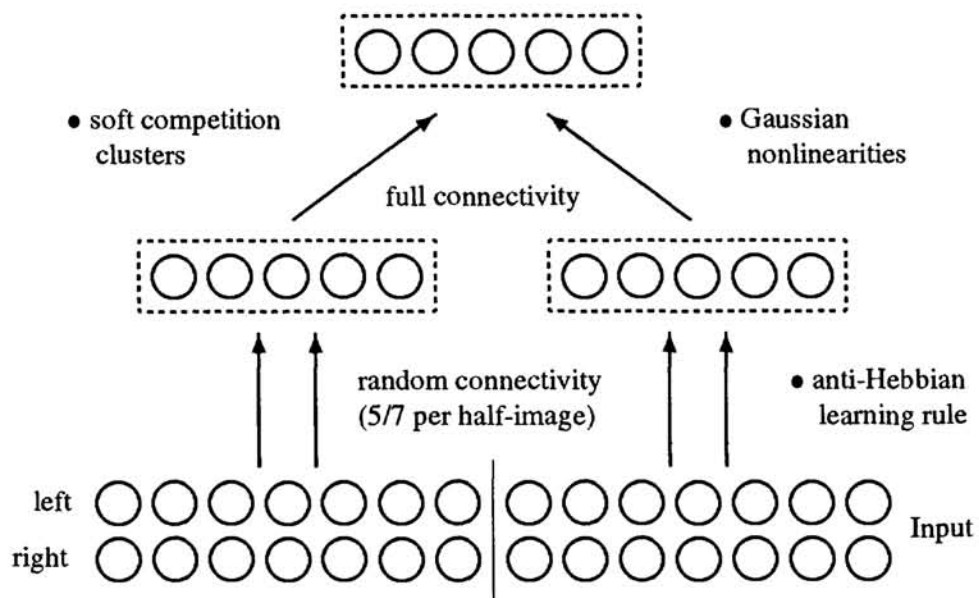 • soft competition
clusters
• Gaussian
nonlinearities
full connectivity
random connectivity
(5/7 per half-image)
• anti-Hebbian
learning rule
left
right
Input